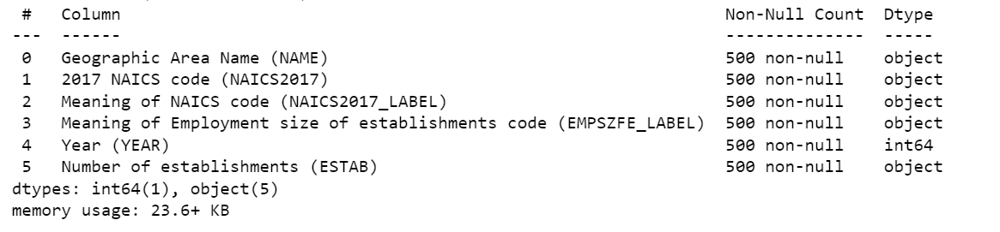 #   Column                                                          Non-Null Count  Dtype
---  ------                                                          --------------  -----
 0   Geographic Area Name (NAME)                                     500 non-null    object
 1   2017 NAICS code (NAICS2017)                                     500 non-null    object
 2   Meaning of NAICS code (NAICS2017_LABEL)                         500 non-null    object
 3   Meaning of Employment size of establishments code (EMPSZFE_LABEL)  500 non-null    object
 4   Year (YEAR)                                                     500 non-null    int64
 5   Number of establishments (ESTAB)                                500 non-null    object
dtypes: int64(1), object(5)
memory usage: 23.6+ KB